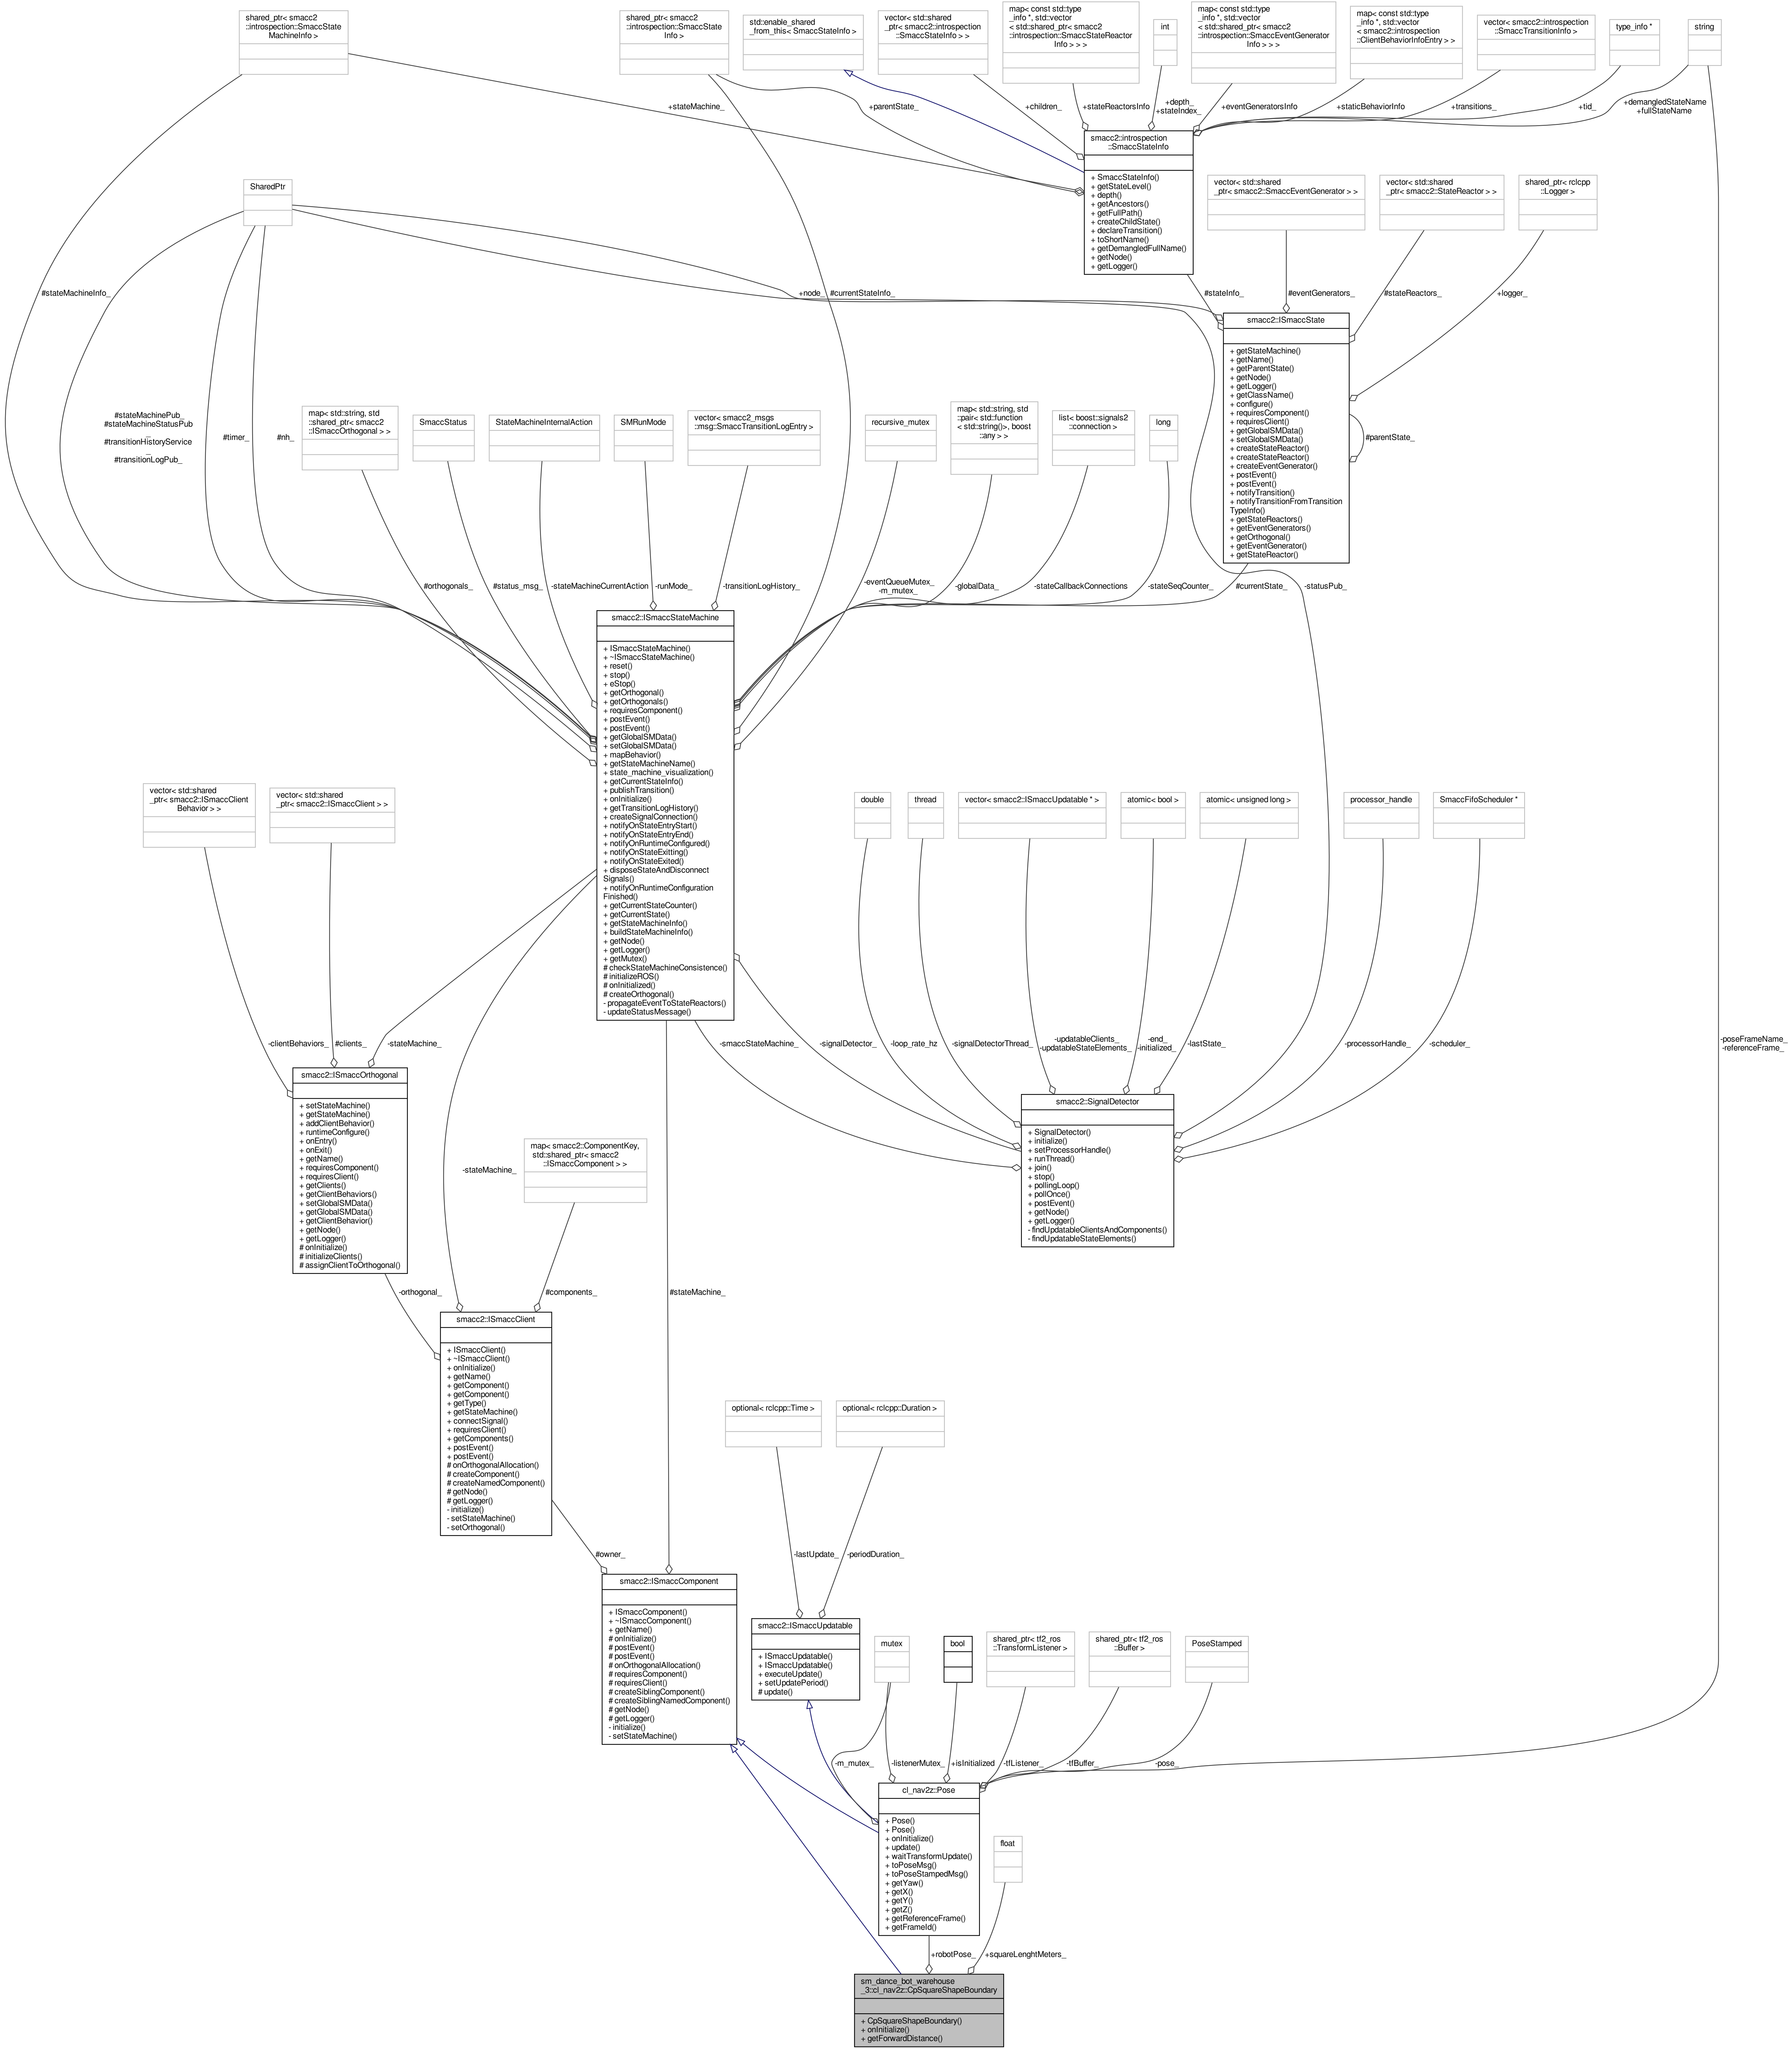 shared_ptr< smacc2
::introspection::SmaccState
MachineInfo >
shared_ptr< smacc2
::introspection::SmaccState
Info >
std::enable_shared
_from_this< SmaccStateInfo >
vector< std::shared
_ptr< smacc2::introspection
::SmaccStateInfo > >
map< const std::type
_info *, std::vector
< std::shared_ptr< smacc2
::introspection::SmaccStateReactor
Info > > >
int
map< const std::type
_info *, std::vector
< std::shared_ptr< smacc2
::introspection::SmaccEventGenerator
Info > > >
map< const std::type
_info *, std::vector
< smacc2::introspection
::ClientBehaviorInfoEntry > >
vector< smacc2::introspection
::SmaccTransitionInfo >
type_info *
string
+stateMachine_
+parentState_
+children_
+stateReactorsInfo
+depth_
+stateIndex_
+eventGeneratorsInfo
+staticBehaviorInfo
+transitions_
+tid_
+demangledStateName
+fullStateName
smacc2::introspection
::SmaccStateInfo
+ SmaccStateInfo()
+ getStateLevel()
+ depth()
+ getAncestors()
+ getFullPath()
+ createChildState()
+ declareTransition()
+ toShortName()
+ getDemangledFullName()
+ getNode()
+ getLogger()
SharedPtr
vector< std::shared
_ptr< smacc2::SmaccEventGenerator > >
vector< std::shared
_ptr< smacc2::StateReactor > >
shared_ptr< rclcpp
::Logger >
#stateMachineInfo_
+node_
#currentStateInfo_
#stateInfo_
#eventGenerators_
#stateReactors_
+logger_
smacc2::ISmaccState
+ getStateMachine()
+ getName()
+ getParentState()
+ getNode()
+ getLogger()
+ getClassName()
+ configure()
+ requiresComponent()
+ requiresClient()
+ getGlobalSMData()
+ setGlobalSMData()
+ createStateReactor()
+ createStateReactor()
+ createEventGenerator()
+ postEvent()
+ postEvent()
+ notifyTransition()
+ notifyTransitionFromTransition
TypeInfo()
+ getStateReactors()
+ getEventGenerators()
+ getOrthogonal()
+ getEventGenerator()
+ getStateReactor()
#parentState_
#stateMachinePub_
#stateMachineStatusPub
_
#transitionHistoryService
_
#transitionLogPub_
#timer_
#nh_
map< std::string, std
::shared_ptr< smacc2
::ISmaccOrthogonal > >
SmaccStatus
StateMachineInternalAction
SMRunMode
vector< smacc2_msgs
::msg::SmaccTransitionLogEntry >
recursive_mutex
map< std::string, std
::pair< std::function
< std::string()>, boost
::any > >
list< boost::signals2
::connection >
long
#orthogonals_
#status_msg_
-stateMachineCurrentAction
-runMode_
-transitionLogHistory_
-eventQueueMutex_
-m_mutex_
-globalData_
-stateCallbackConnections
-stateSeqCounter_
#currentState_
-statusPub_
smacc2::ISmaccStateMachine
+ ISmaccStateMachine()
+ ~ISmaccStateMachine()
+ reset()
+ stop()
+ eStop()
+ getOrthogonal()
+ getOrthogonals()
+ requiresComponent()
+ postEvent()
+ postEvent()
+ getGlobalSMData()
+ setGlobalSMData()
+ mapBehavior()
+ getStateMachineName()
+ state_machine_visualization()
+ getCurrentStateInfo()
+ publishTransition()
+ onInitialize()
+ getTransitionLogHistory()
+ createSignalConnection()
+ notifyOnStateEntryStart()
+ notifyOnStateEntryEnd()
+ notifyOnRuntimeConfigured()
+ notifyOnStateExitting()
+ notifyOnStateExited()
+ disposeStateAndDisconnect
Signals()
+ notifyOnRuntimeConfiguration
Finished()
+ getCurrentStateCounter()
+ getCurrentState()
+ getStateMachineInfo()
+ buildStateMachineInfo()
+ getNode()
+ getLogger()
+ getMutex()
# checkStateMachineConsistence()
# initializeROS()
# onInitialized()
# createOrthogonal()
- propagateEventToStateReactors()
- updateStatusMessage()
vector< std::shared
_ptr< smacc2::ISmaccClient
Behavior > >
vector< std::shared
_ptr< smacc2::ISmaccClient > >
double
thread
vector< smacc2::ISmaccUpdatable * >
atomic< bool >
atomic< unsigned long >
processor_handle
SmaccFifoScheduler *
-clientBehaviors_
#clients_
-stateMachine_
-smaccStateMachine_
-signalDetector_
-loop_rate_hz
-signalDetectorThread_
-updatableClients_
-updatableStateElements_
-end_
-initialized_
-lastState_
-processorHandle_
-scheduler_
-poseFrameName_
-referenceFrame_
smacc2::ISmaccOrthogonal
+ setStateMachine()
+ getStateMachine()
+ addClientBehavior()
+ runtimeConfigure()
+ onEntry()
+ onExit()
+ getName()
+ requiresComponent()
+ requiresClient()
+ getClients()
+ getClientBehaviors()
+ setGlobalSMData()
+ getGlobalSMData()
+ getClientBehavior()
+ getNode()
+ getLogger()
# onInitialize()
# initializeClients()
# assignClientToOrthogonal()
smacc2::SignalDetector
+ SignalDetector()
+ initialize()
+ setProcessorHandle()
+ runThread()
+ join()
+ stop()
+ pollingLoop()
+ pollOnce()
+ postEvent()
+ getNode()
+ getLogger()
- findUpdatableClientsAndComponents()
- findUpdatableStateElements()
-stateMachine_
map< smacc2::ComponentKey,
std::shared_ptr< smacc2
::ISmaccComponent > >
-orthogonal_
#components_
#stateMachine_
smacc2::ISmaccClient
+ ISmaccClient()
+ ~ISmaccClient()
+ onInitialize()
+ getName()
+ getComponent()
+ getComponent()
+ getType()
+ getStateMachine()
+ connectSignal()
+ requiresClient()
+ getComponents()
+ postEvent()
+ postEvent()
# onOrthogonalAllocation()
# createComponent()
# createNamedComponent()
# getNode()
# getLogger()
- initialize()
- setStateMachine()
- setOrthogonal()
optional< rclcpp::Time >
optional< rclcpp::Duration >
#owner_
-lastUpdate_
-periodDuration_
smacc2::ISmaccComponent
+ ISmaccComponent()
+ ~ISmaccComponent()
+ getName()
# onInitialize()
# postEvent()
# postEvent()
# onOrthogonalAllocation()
# requiresComponent()
# requiresClient()
# createSiblingComponent()
# createSiblingNamedComponent()
# getNode()
# getLogger()
- initialize()
- setStateMachine()
smacc2::ISmaccUpdatable
+ ISmaccUpdatable()
+ ISmaccUpdatable()
+ executeUpdate()
+ setUpdatePeriod()
# update()
mutex
bool
shared_ptr< tf2_ros
::TransformListener >
shared_ptr< tf2_ros
::Buffer >
PoseStamped
-m_mutex_
-listenerMutex_
+isInitialized
-tfListener_
-tfBuffer_
-pose_
cl_nav2z::Pose
+ Pose()
+ Pose()
+ onInitialize()
+ update()
+ waitTransformUpdate()
+ toPoseMsg()
+ toPoseStampedMsg()
+ getYaw()
+ getX()
+ getY()
+ getZ()
+ getReferenceFrame()
+ getFrameId()
float
+robotPose_
+squareLenghtMeters_
sm_dance_bot_warehouse
_3::cl_nav2z::CpSquareShapeBoundary
+ CpSquareShapeBoundary()
+ onInitialize()
+ getForwardDistance()